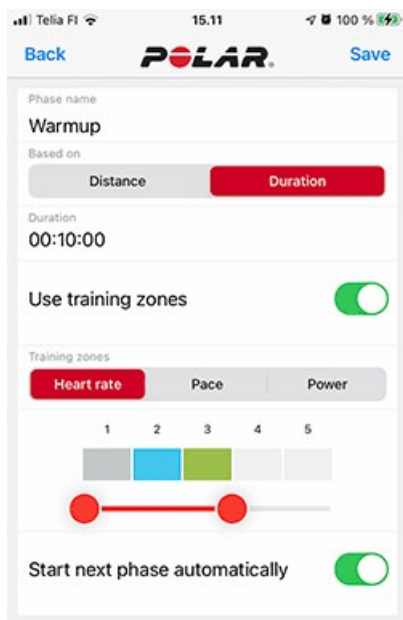 Telia FI 15.11 100 %
Back POLAR. Save
Phase name
Warmup
Based on
Distance Duration
Duration
00:10:00
Use training zones
Training zones
Heart rate Pace Power
1 2 3 4 5
Start next phase automatically